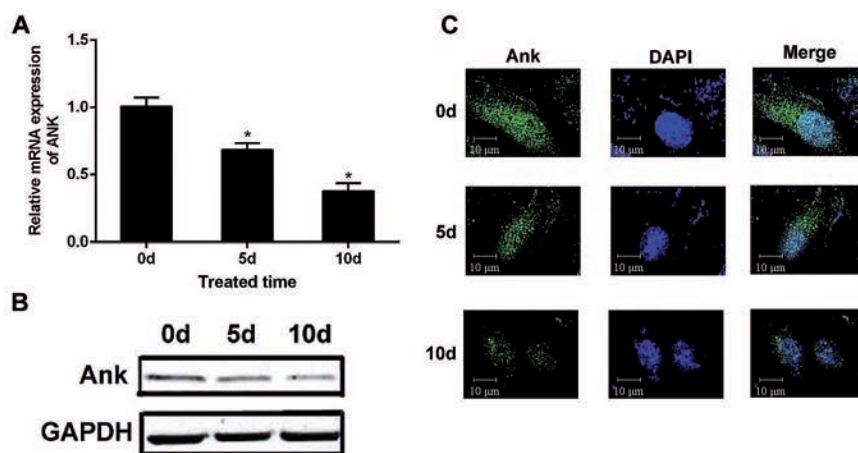 A
Relative mRNA expression
of ANK
1.5
1.0
0.5
0.0
0d 5d 10d
Treated time
*
*
B
0d 5d 10d
Ank
GAPDH
C
Ank DAPI Merge
0d
10 μm 10 μm 10 μm
5d
10 μm 10 μm 10 μm
10d
10 μm 10 μm 10 μm